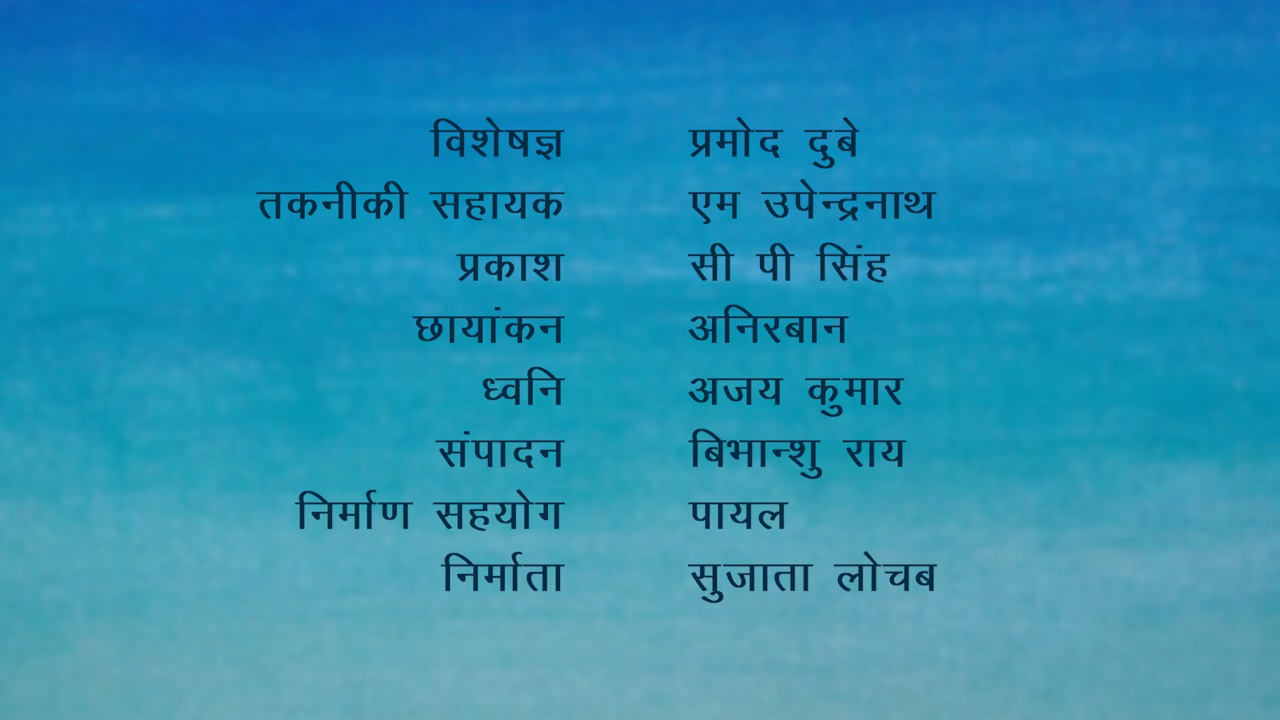 विशेषज्ञ प्रमोद दुबे
तकनीकी सहायक एम उपेन्द्रनाथ
प्रकाश सी पी सिंह
छायांकन अनिरबान
ध्वनि अजय कुमार
संपादन बिभान्शु राय
निर्माण सहयोग पायल
निर्माता सुजाता लोचब